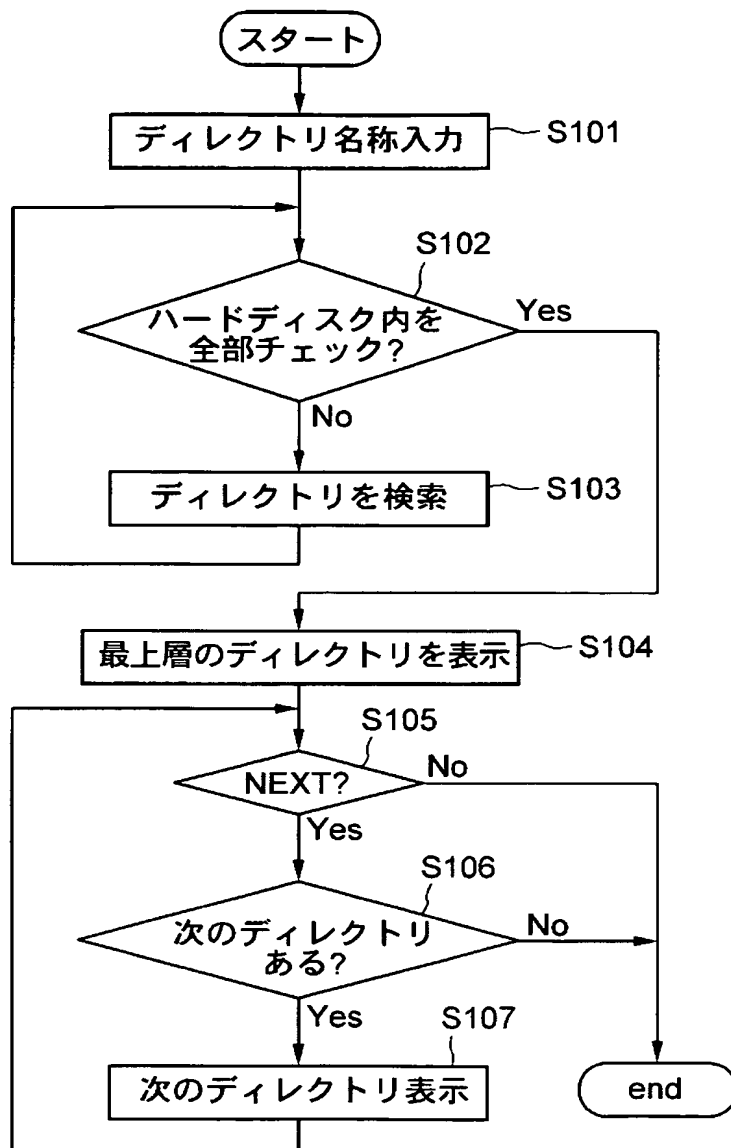 スタート
ディレクトリ名称入力
S101
S102
ハードディスク内を
全部チェック?
Yes
No
ディレクトリを検索
S103
最上層のディレクトリを表示
S104
S105
NEXT?
No
Yes
S106
次のディレクトリ
ある?
No
Yes
S107
次のディレクトリ表示
end